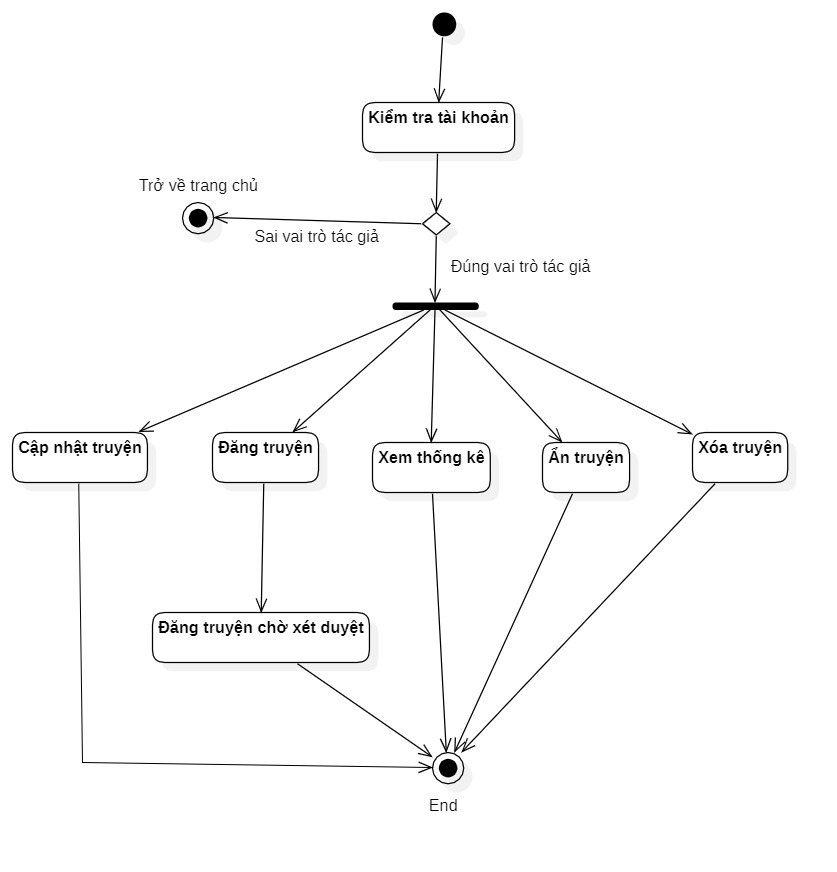 Kiểm tra tài khoản
Trở về trang chủ
Sai vai trò tác giả
Đúng vai trò tác giả
Cập nhật truyện
Đăng truyện
Xem thống kê
Ẩn truyện
Xóa truyện
Đăng truyện chờ xét duyệt
End